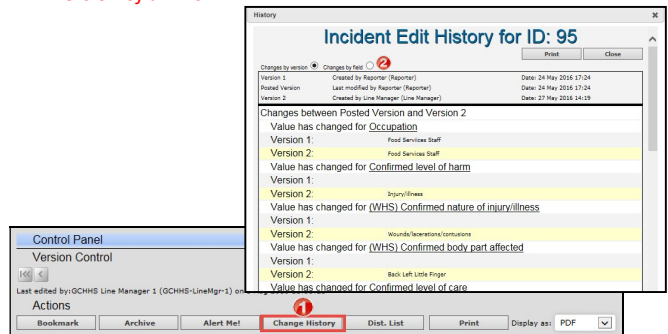 History
Incident Edit History for ID: 95
Print Close
Changes by version Changes by field 2
Version 1 Created by Reporter (Reporter) Date: 24 May 2016 17:24
Posted Version Last modified by Reporter (Reporter) Date: 24 May 2016 17:24
Version 2 Created by Line Manager (Line Manager) Date: 27 May 2016 14:19
Changes between Posted Version and Version 2
Value has changed for Occupation
Version 1: Food Services Staff
Version 2: Food Services Staff
Value has changed for Confirmed level of harm
Version 1:
Version 2: Injury/Illness
Value has changed for (WHS) Confirmed nature of injury/illness
Version 1:
Version 2: Wounds/lacerations/contusions
Value has changed for (WHS) Confirmed body part affected
Version 1:
Version 2: Back Left Little Finger
Value has changed for Confirmed level of care
Control Panel
Version Control
Last edited by:GCHHS Line Manager 1 (GCHHS-LineMgr-1) on
Actions
1
Bookmark Archive Alert Me! Change History Dist. List Print Display as: PDF